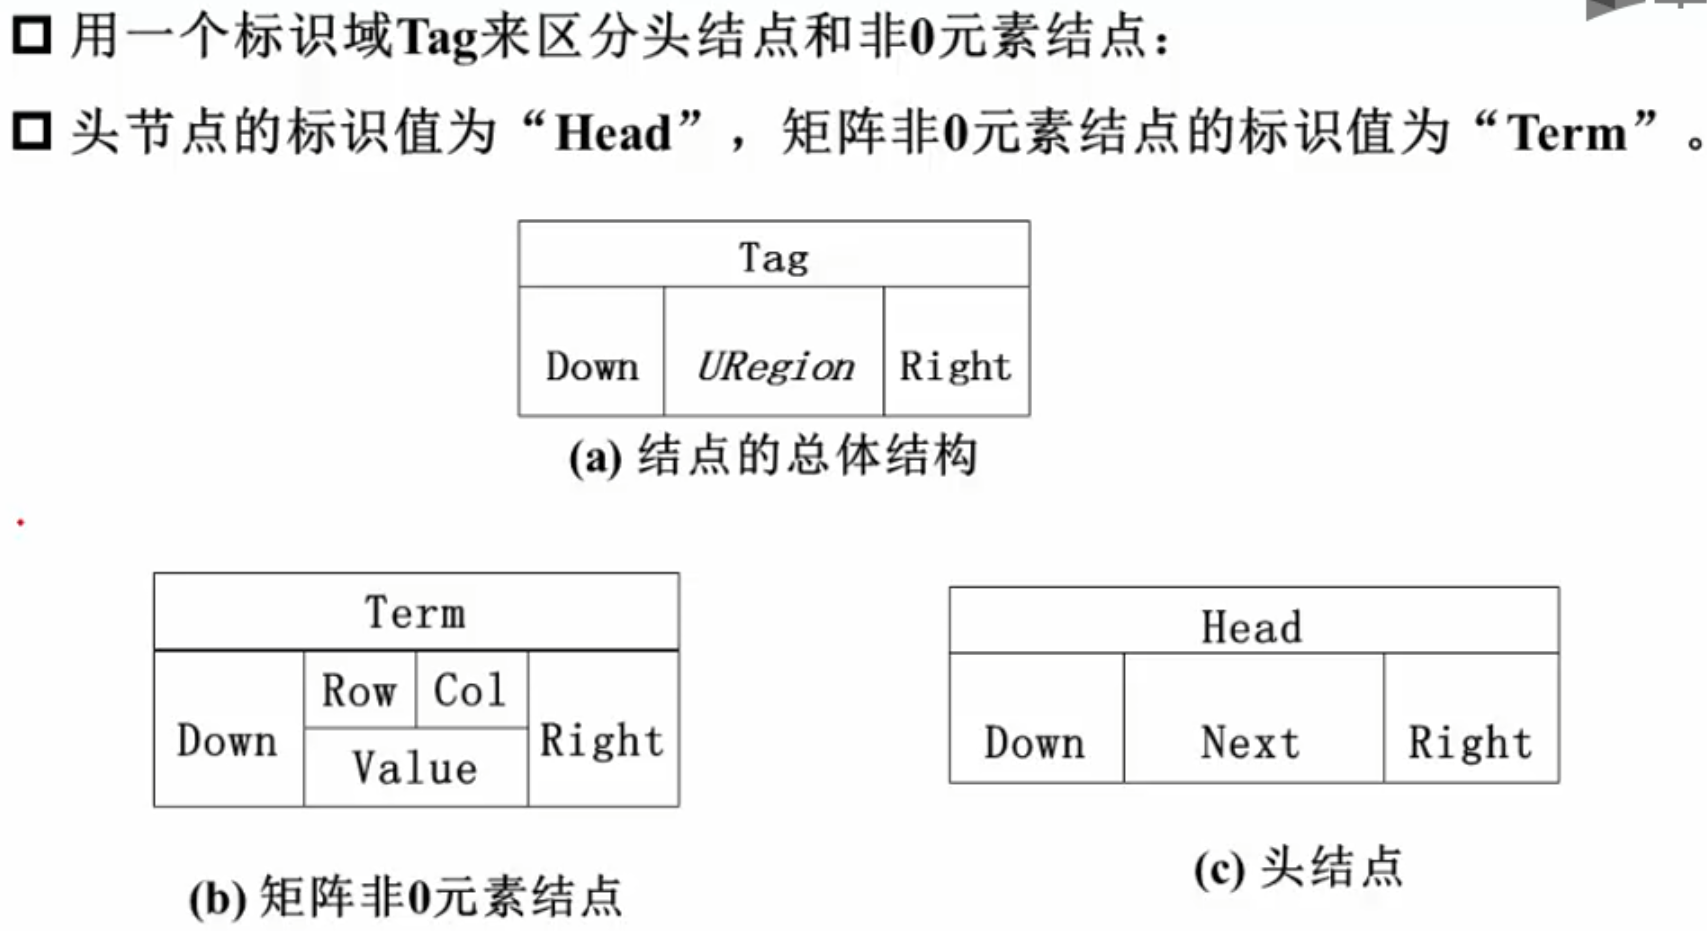 用一个标识域Tag来区分头结点和非0元素结点：
头节点的标识值为“Head”，矩阵非0元素结点的标识值为“Term”。
Tag
Down URegion Right
(a) 结点的总体结构
Term
Row Col
Down Right
Value
(b) 矩阵非0元素结点
Head
Down Next Right
(c) 头结点